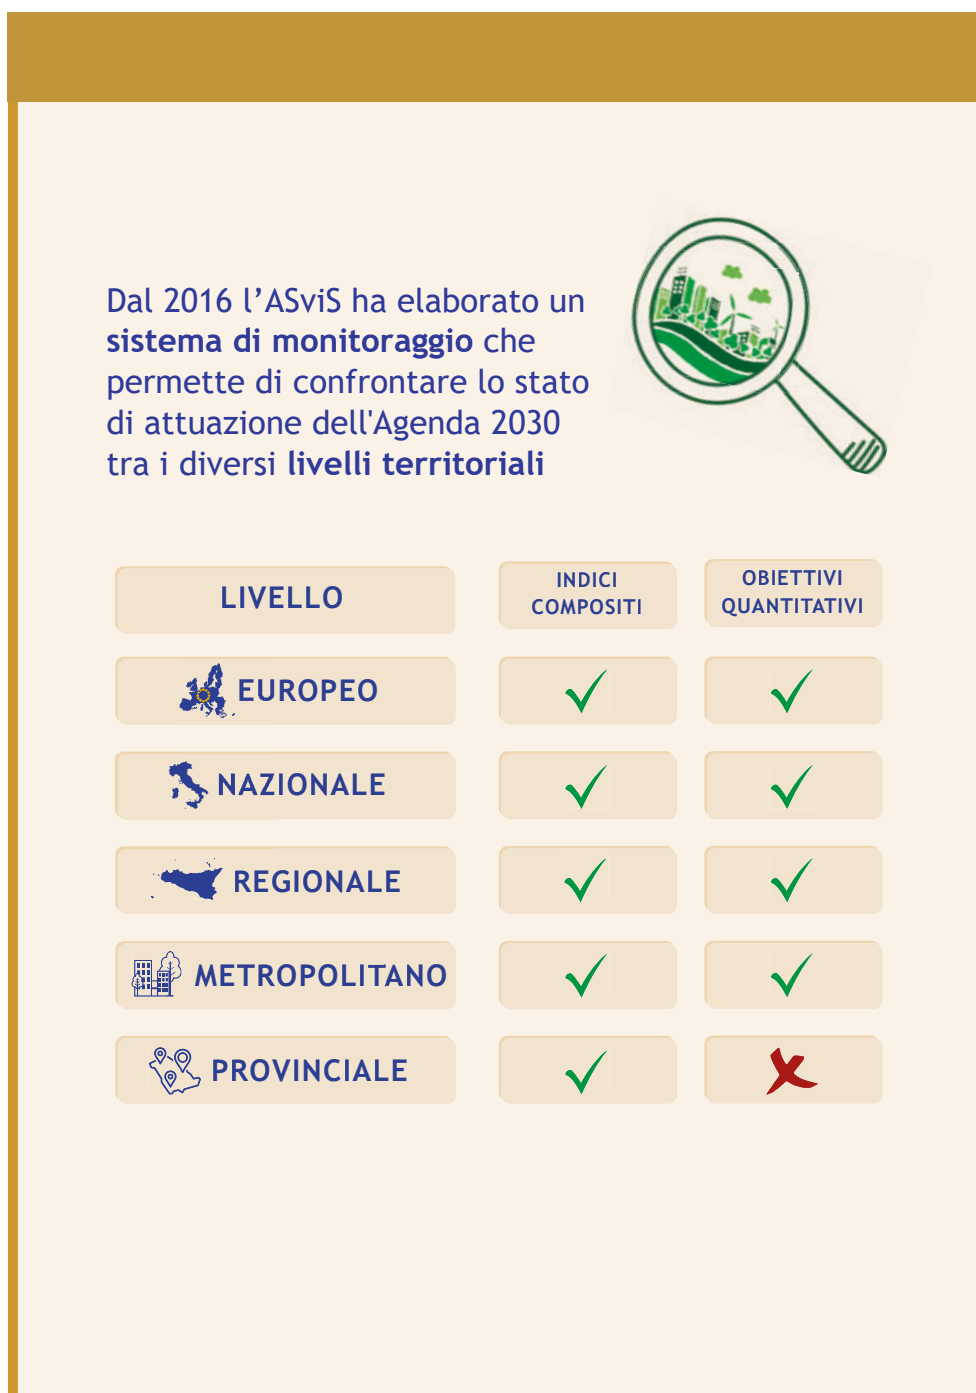 Dal 2016 l’ASviS ha elaborato un
sistema di monitoraggio che
permette di confrontare lo stato
di attuazione dell'Agenda 2030
tra i diversi livelli territoriali
LIVELLO
INDICI
COMPOSITI
OBIETTIVI
QUANTITATIVI
EUROPEO
NAZIONALE
REGIONALE
METROPOLITANO
PROVINCIALE